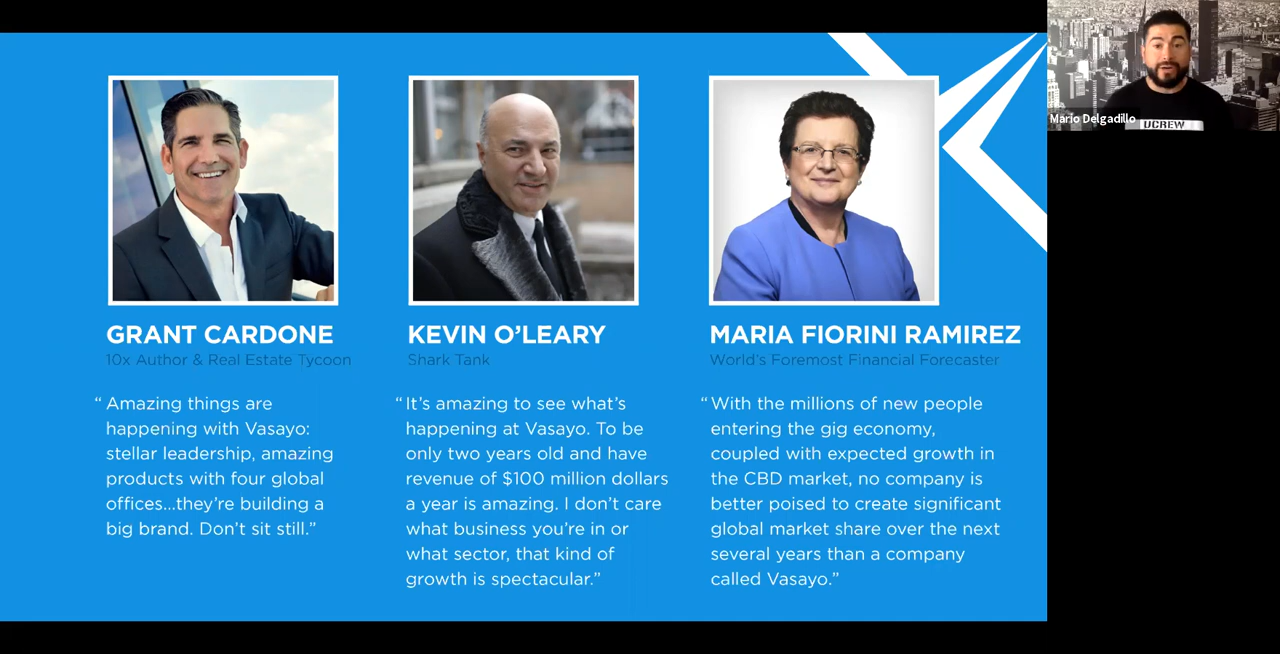 GRANT CARDONE
10x Author & Real Estate Tycoon
“ Amazing things are
happening with Vasayo:
stellar leadership, amazing
products with four global
offices...they’re building a
big brand. Don’t sit still.”
KEVIN O’LEARY
Shark Tank
“ It’s amazing to see what’s
happening at Vasayo. To be
only two years old and have
revenue of $100 million dollars
a year is amazing. I don’t care
what business you’re in or
what sector, that kind of
growth is spectacular.”
MARIA FIORINI RAMIREZ
World’s Foremost Financial Forecaster
“ With the millions of new people
entering the gig economy,
coupled with expected growth in
the CBD market, no company is
better poised to create significant
global market share over the next
several years than a company
called Vasayo.”
Mario Delgadillo
UCREW